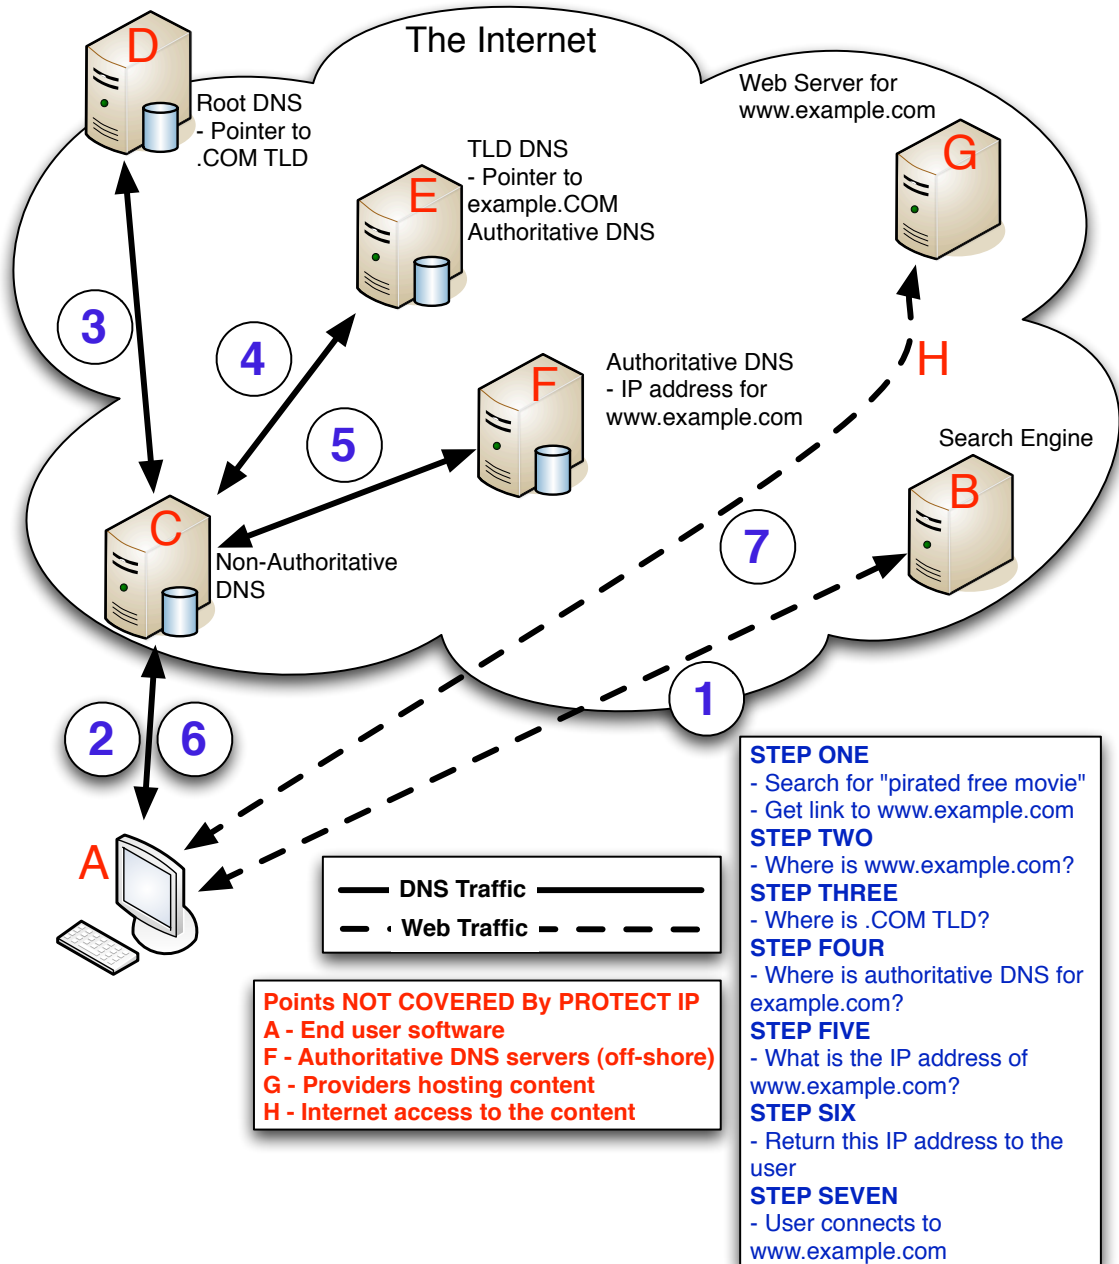 The Internet
D
Root DNS
- Pointer to
.COM TLD
E
TLD DNS
- Pointer to
example.COM
Authoritative DNS
Web Server for
www.example.com
G
3
4
H
F
Authoritative DNS
- IP address for
www.example.com
5
Search Engine
B
C
Non-Authoritative
DNS
7
1
2
6
A
DNS Traffic
Web Traffic
Points NOT COVERED By PROTECT IP
A - End user software
F - Authoritative DNS servers (off-shore)
G - Providers hosting content
H - Internet access to the content
STEP ONE
- Search for "pirated free movie"
- Get link to www.example.com
STEP TWO
- Where is www.example.com?
STEP THREE
- Where is .COM TLD?
STEP FOUR
- Where is authoritative DNS for
example.com?
STEP FIVE
- What is the IP address of
www.example.com?
STEP SIX
- Return this IP address to the
user
STEP SEVEN
- User connects to
www.example.com